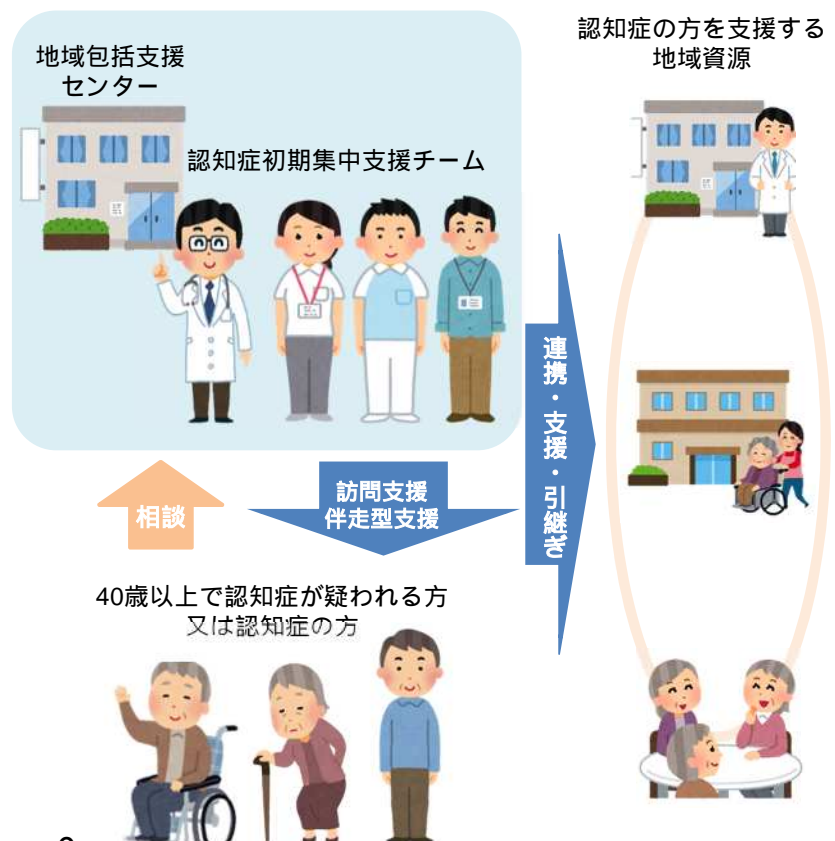 地域包括支援
センター
認知症初期集中支援チーム
認知症の方を支援する
地域資源
連携・支援・引継ぎ
相談
訪問支援
伴走型支援
40歳以上で認知症が疑われる方
又は認知症の方